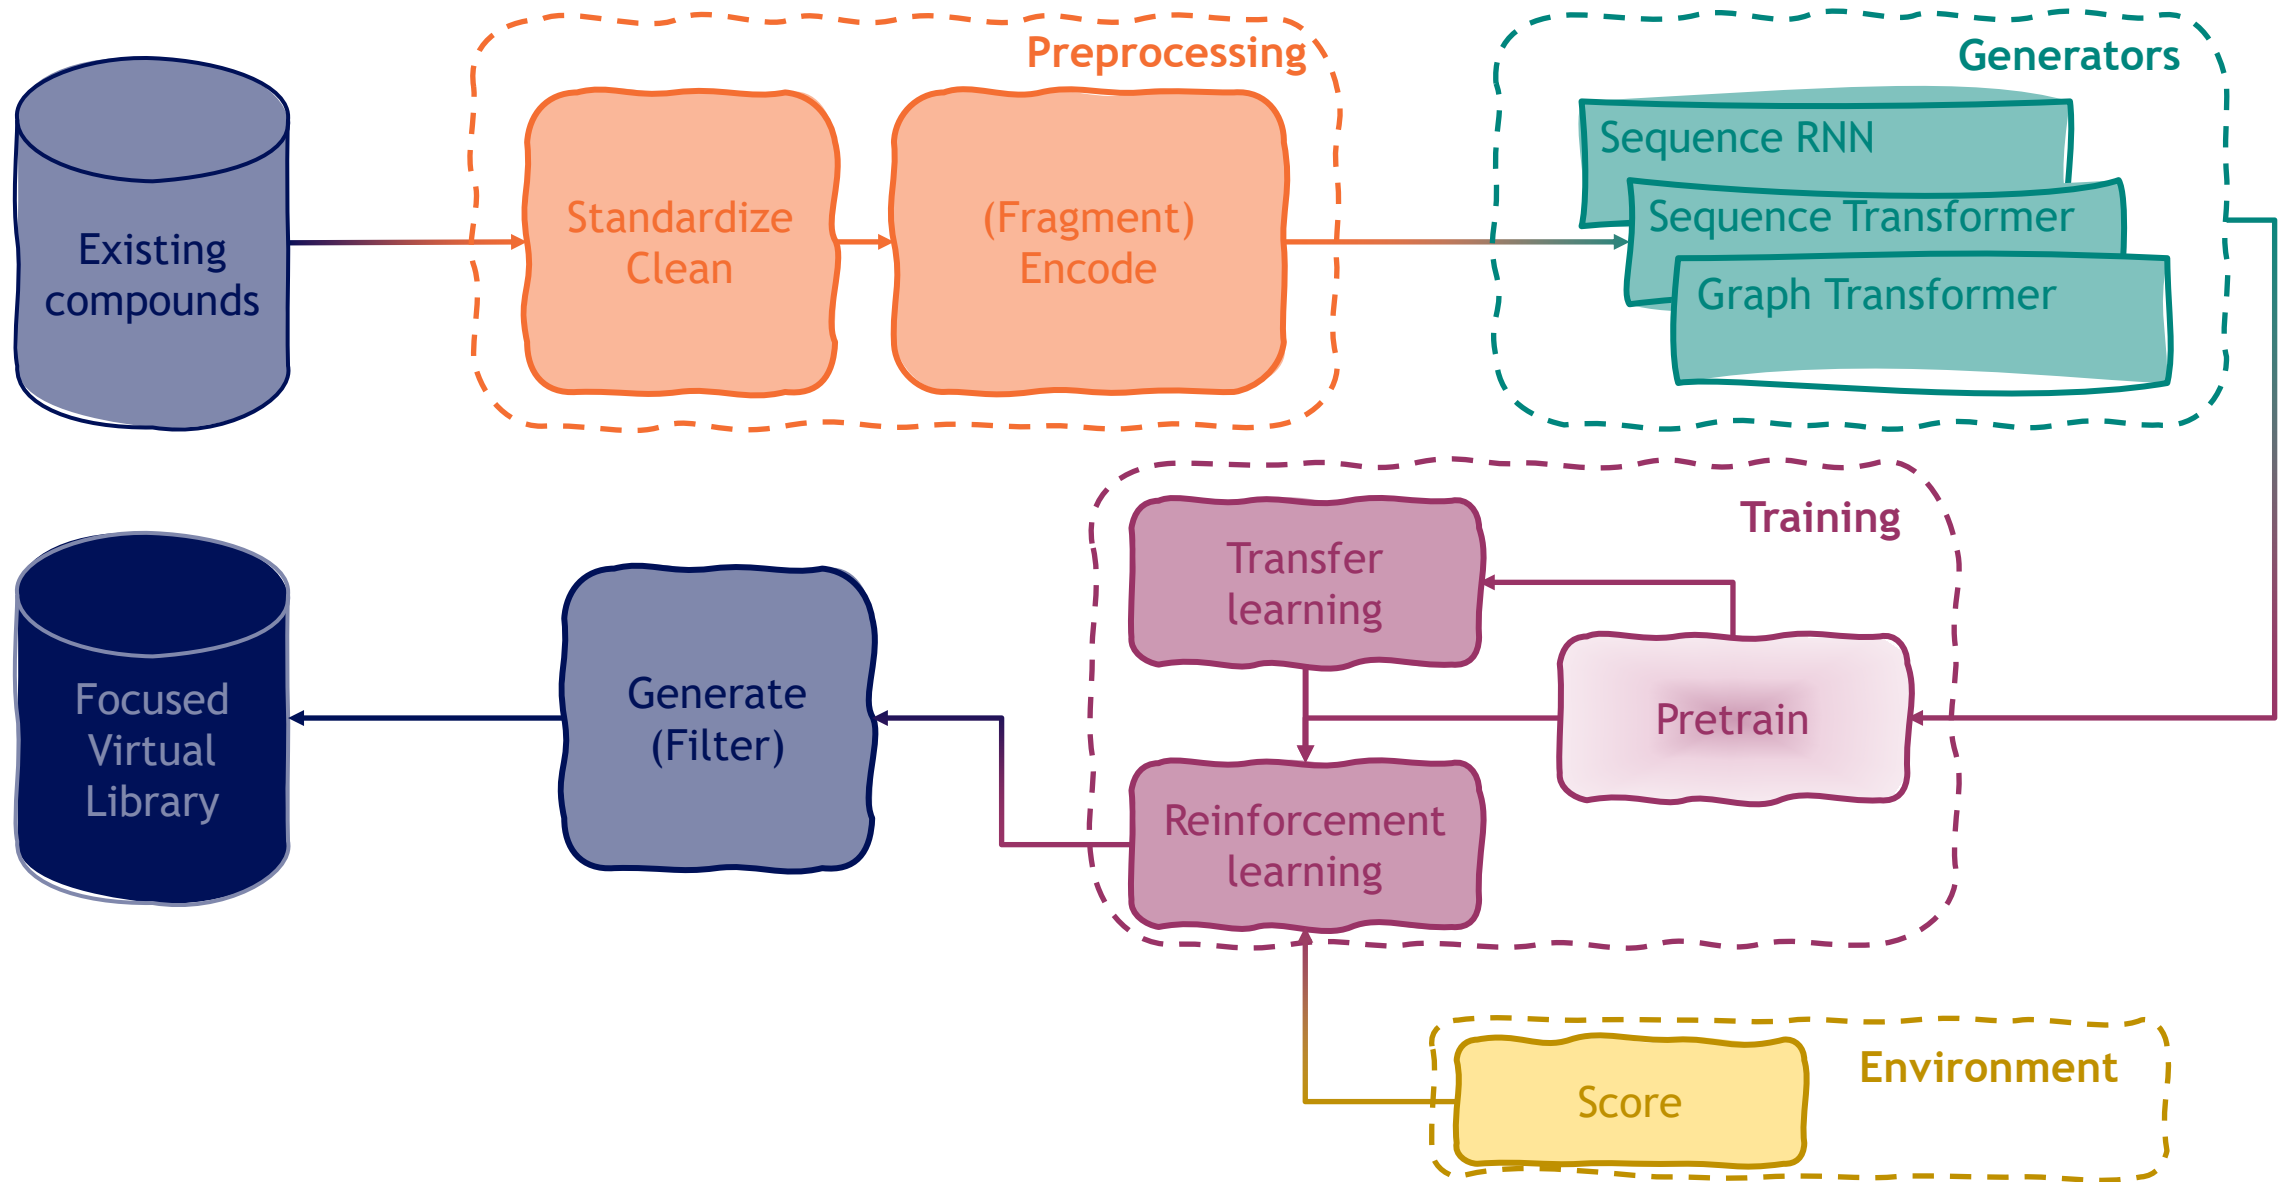 Existing
compounds
Preprocessing
Standardize
Clean
(Fragment)
Encode
Generators
Sequence RNN
Sequence Transformer
Graph Transformer
Training
Transfer
learning
Pretrain
Reinforcement
learning
Generate
(Filter)
Focused
Virtual
Library
Environment
Score